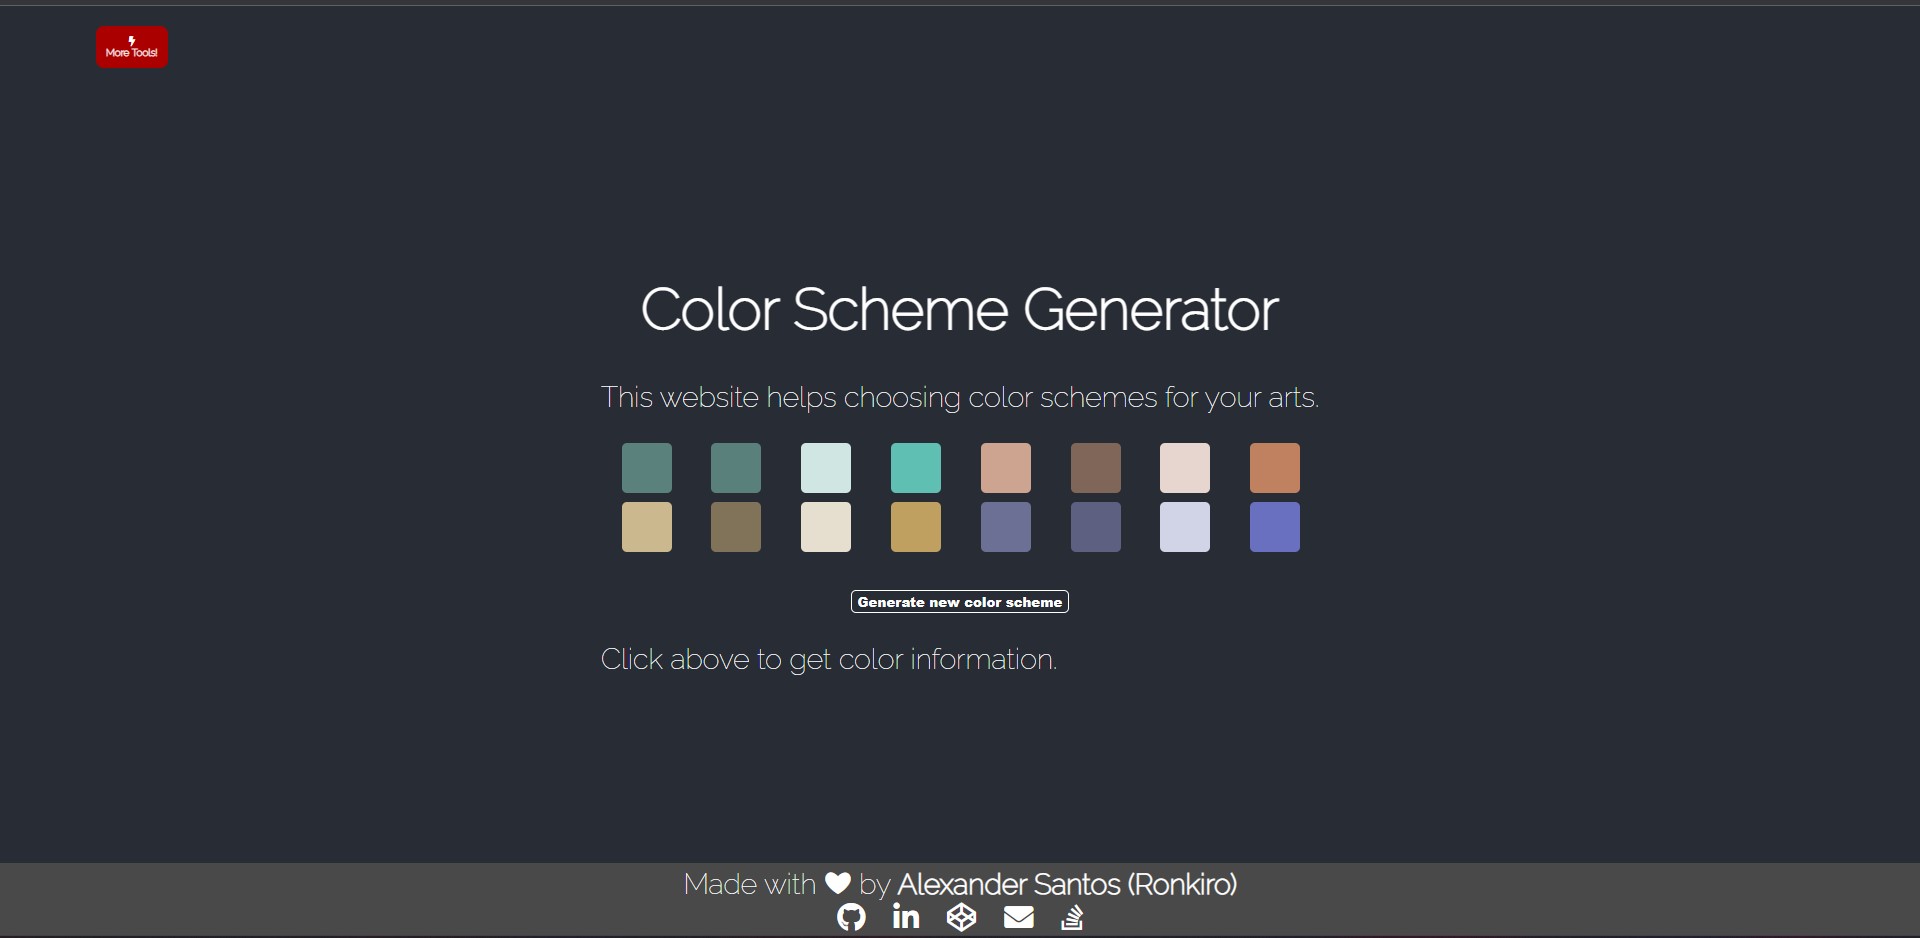 More Tools!
Color Scheme Generator
This website helps choosing color schemes for your arts.
Generate new color scheme
Click above to get color information.
Made with by Alexander Santos (Ronkiro)